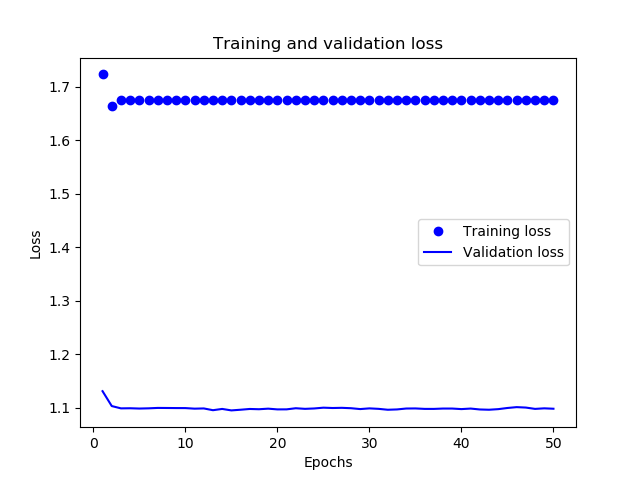 Training and validation loss
Loss
1.7
1.6
1.5
1.4
1.3
1.2
1.1
Training loss
Validation loss
0
10
20
30
40
50
Epochs